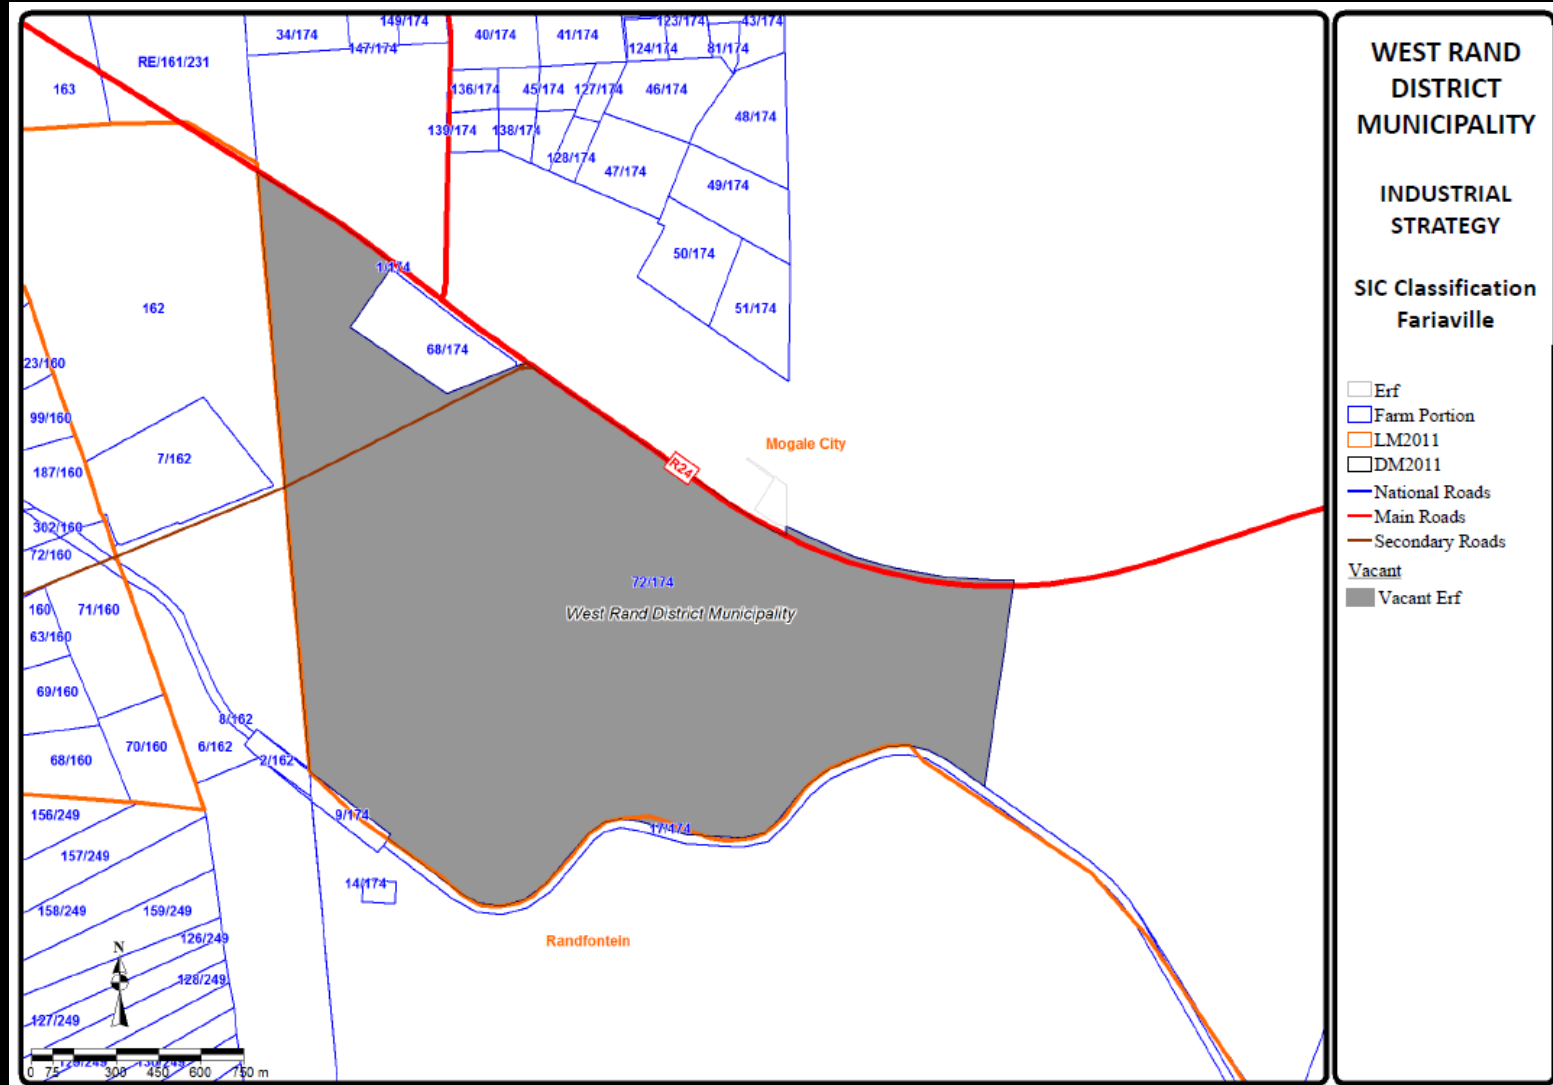 149/174
123/174
43/174
34/174
147/174
40/174
41/174
124/174
81/174
RE/161/231
163
136/174
45/174
127/174
46/174
48/174
139/174
138/174
128/174
47/174
49/174
50/174
1/174
51/174
162
68/174
23/160
99/160
187/160
7/162
Mogale City
R24
302/160
72/160
72/174
West Rand District Municipality
160
71/160
63/160
69/160
8/162
70/160
6/162
2/162
68/160
156/249
9/174
17/174
157/249
14/174
158/249
159/249
126/249
Randfontein
N
128/249
127/249
129/249
130/249
0 75 300 450 600 750 m
WEST RAND
DISTRICT
MUNICIPALITY
INDUSTRIAL
STRATEGY
SIC Classification
Fariaville
Erf
Farm Portion
LM2011
DM2011
National Roads
Main Roads
Secondary Roads
Vacant
Vacant Erf